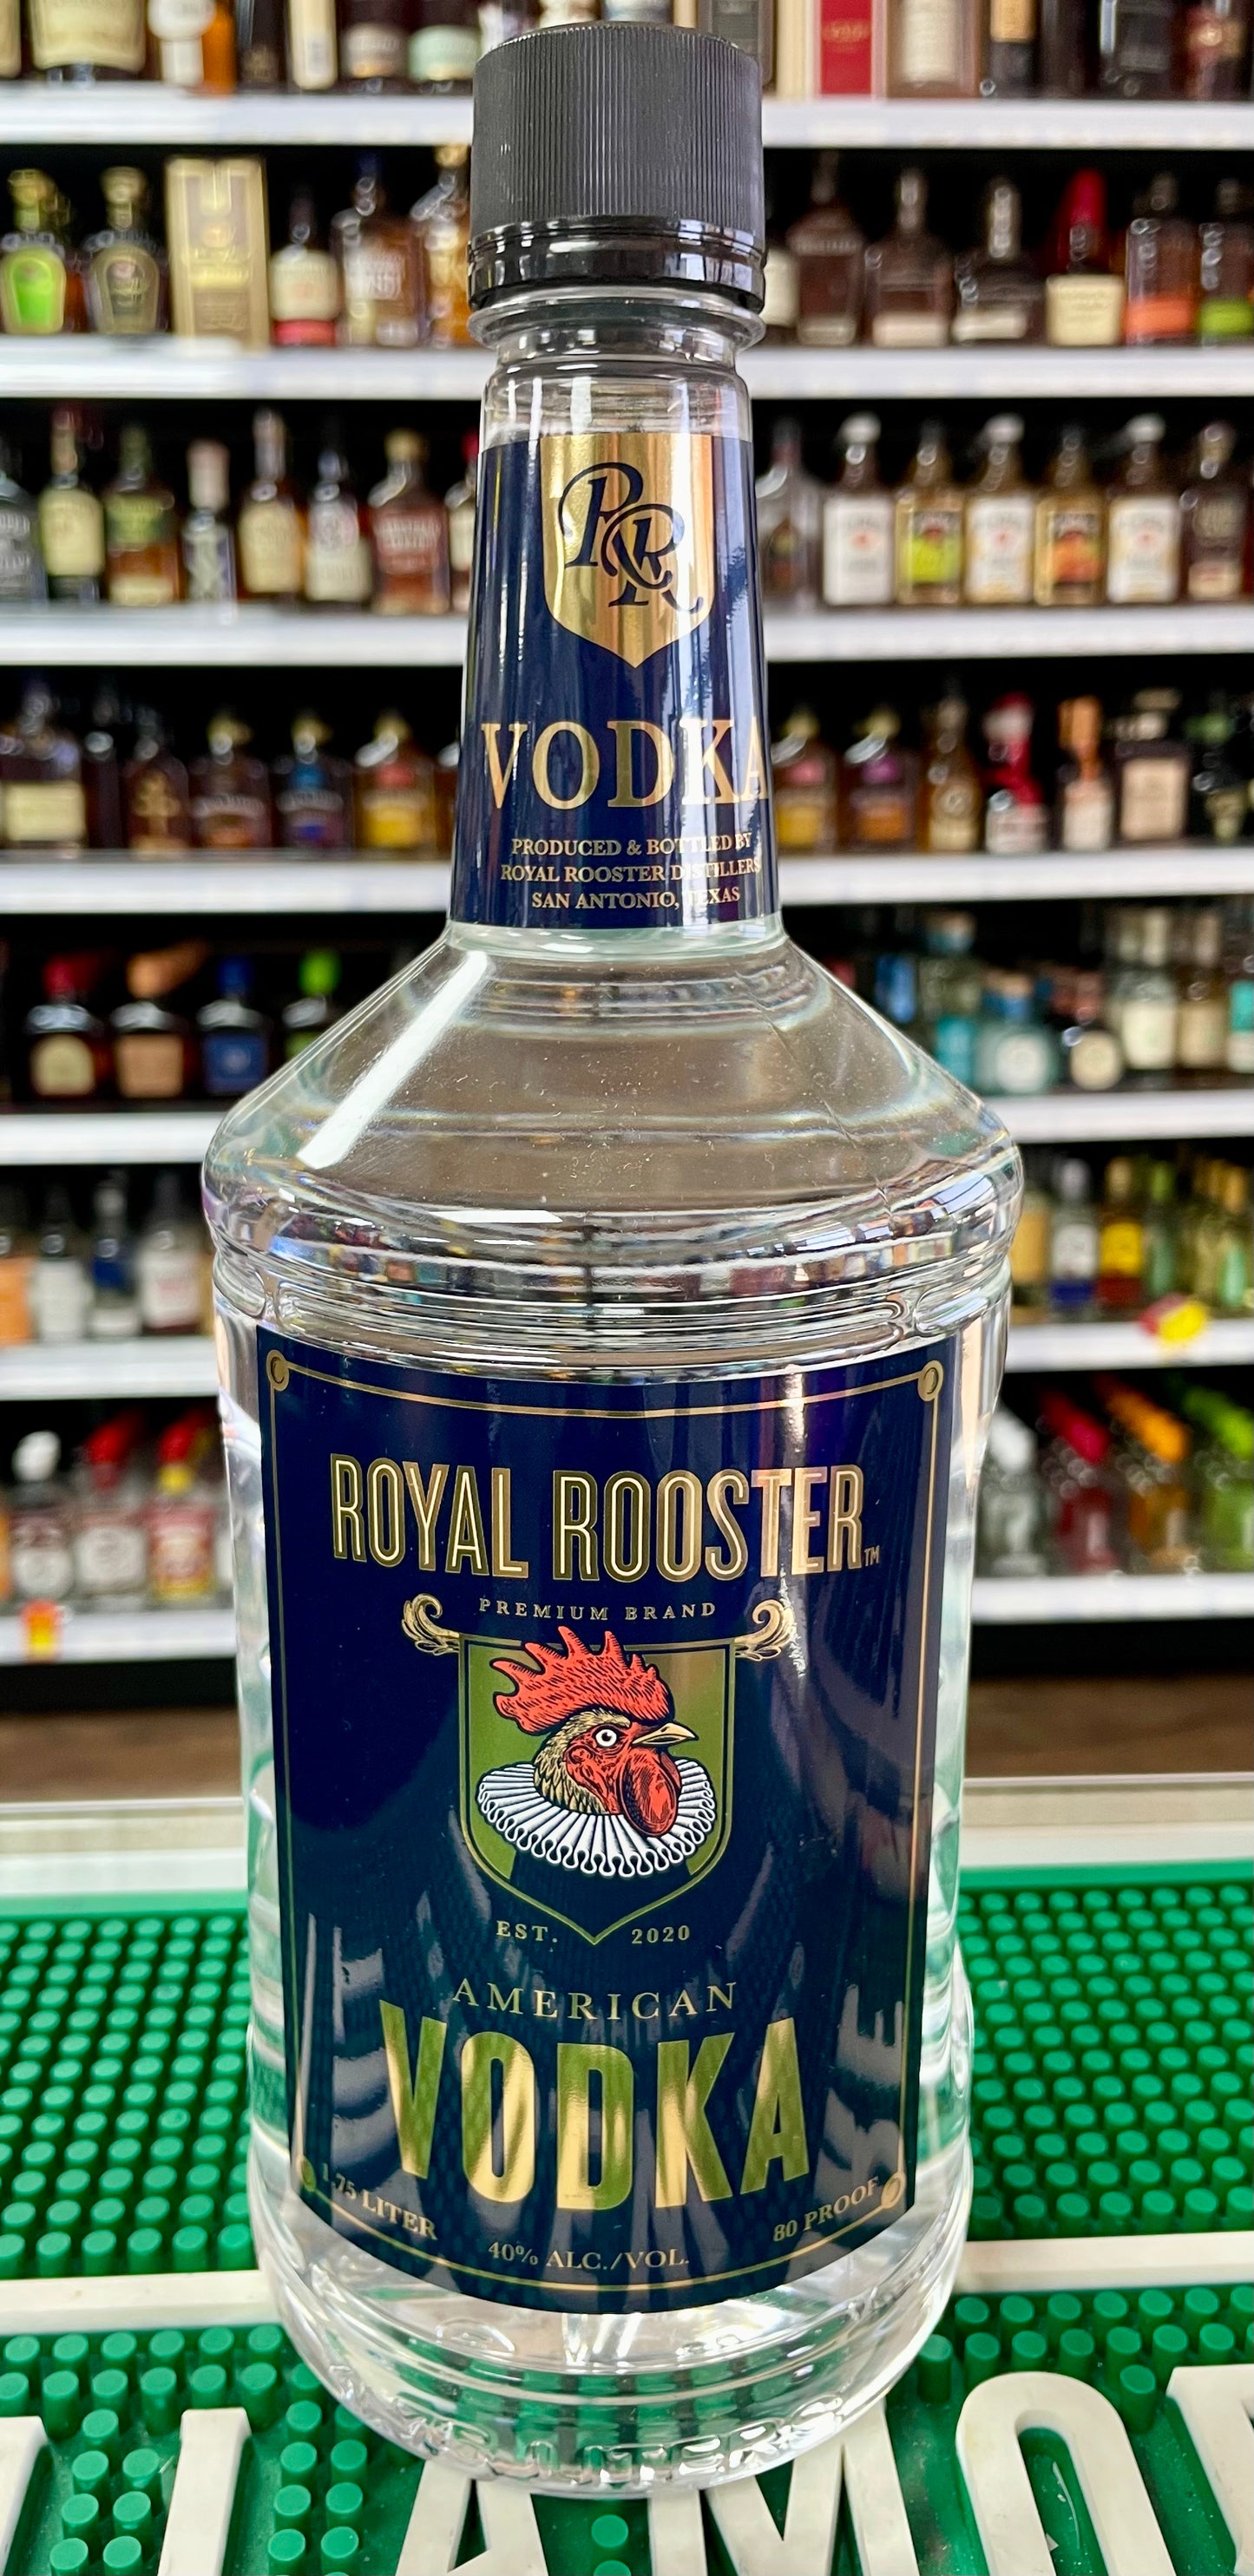 RR
VODKA
PRODUCED & BOTTLED BY
ROYAL ROOSTER DISTILLERS
SAN ANTONIO, TEXAS
ROYAL ROOSTER™
PREMIUM BRAND
EST. 2020
AMERICAN
VODKA
1.75 LITER
40% ALC./VOL.
80 PROOF